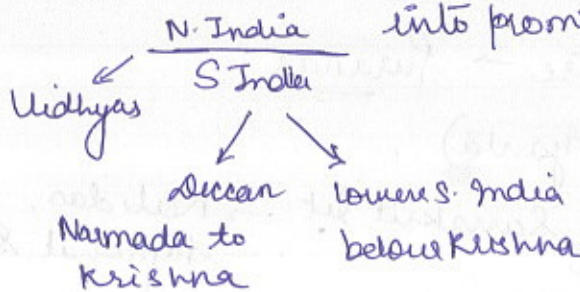 N. India into prom
S India
Vidhyas
Deccan lower S. India
Narmada to below Krishna
Krishna